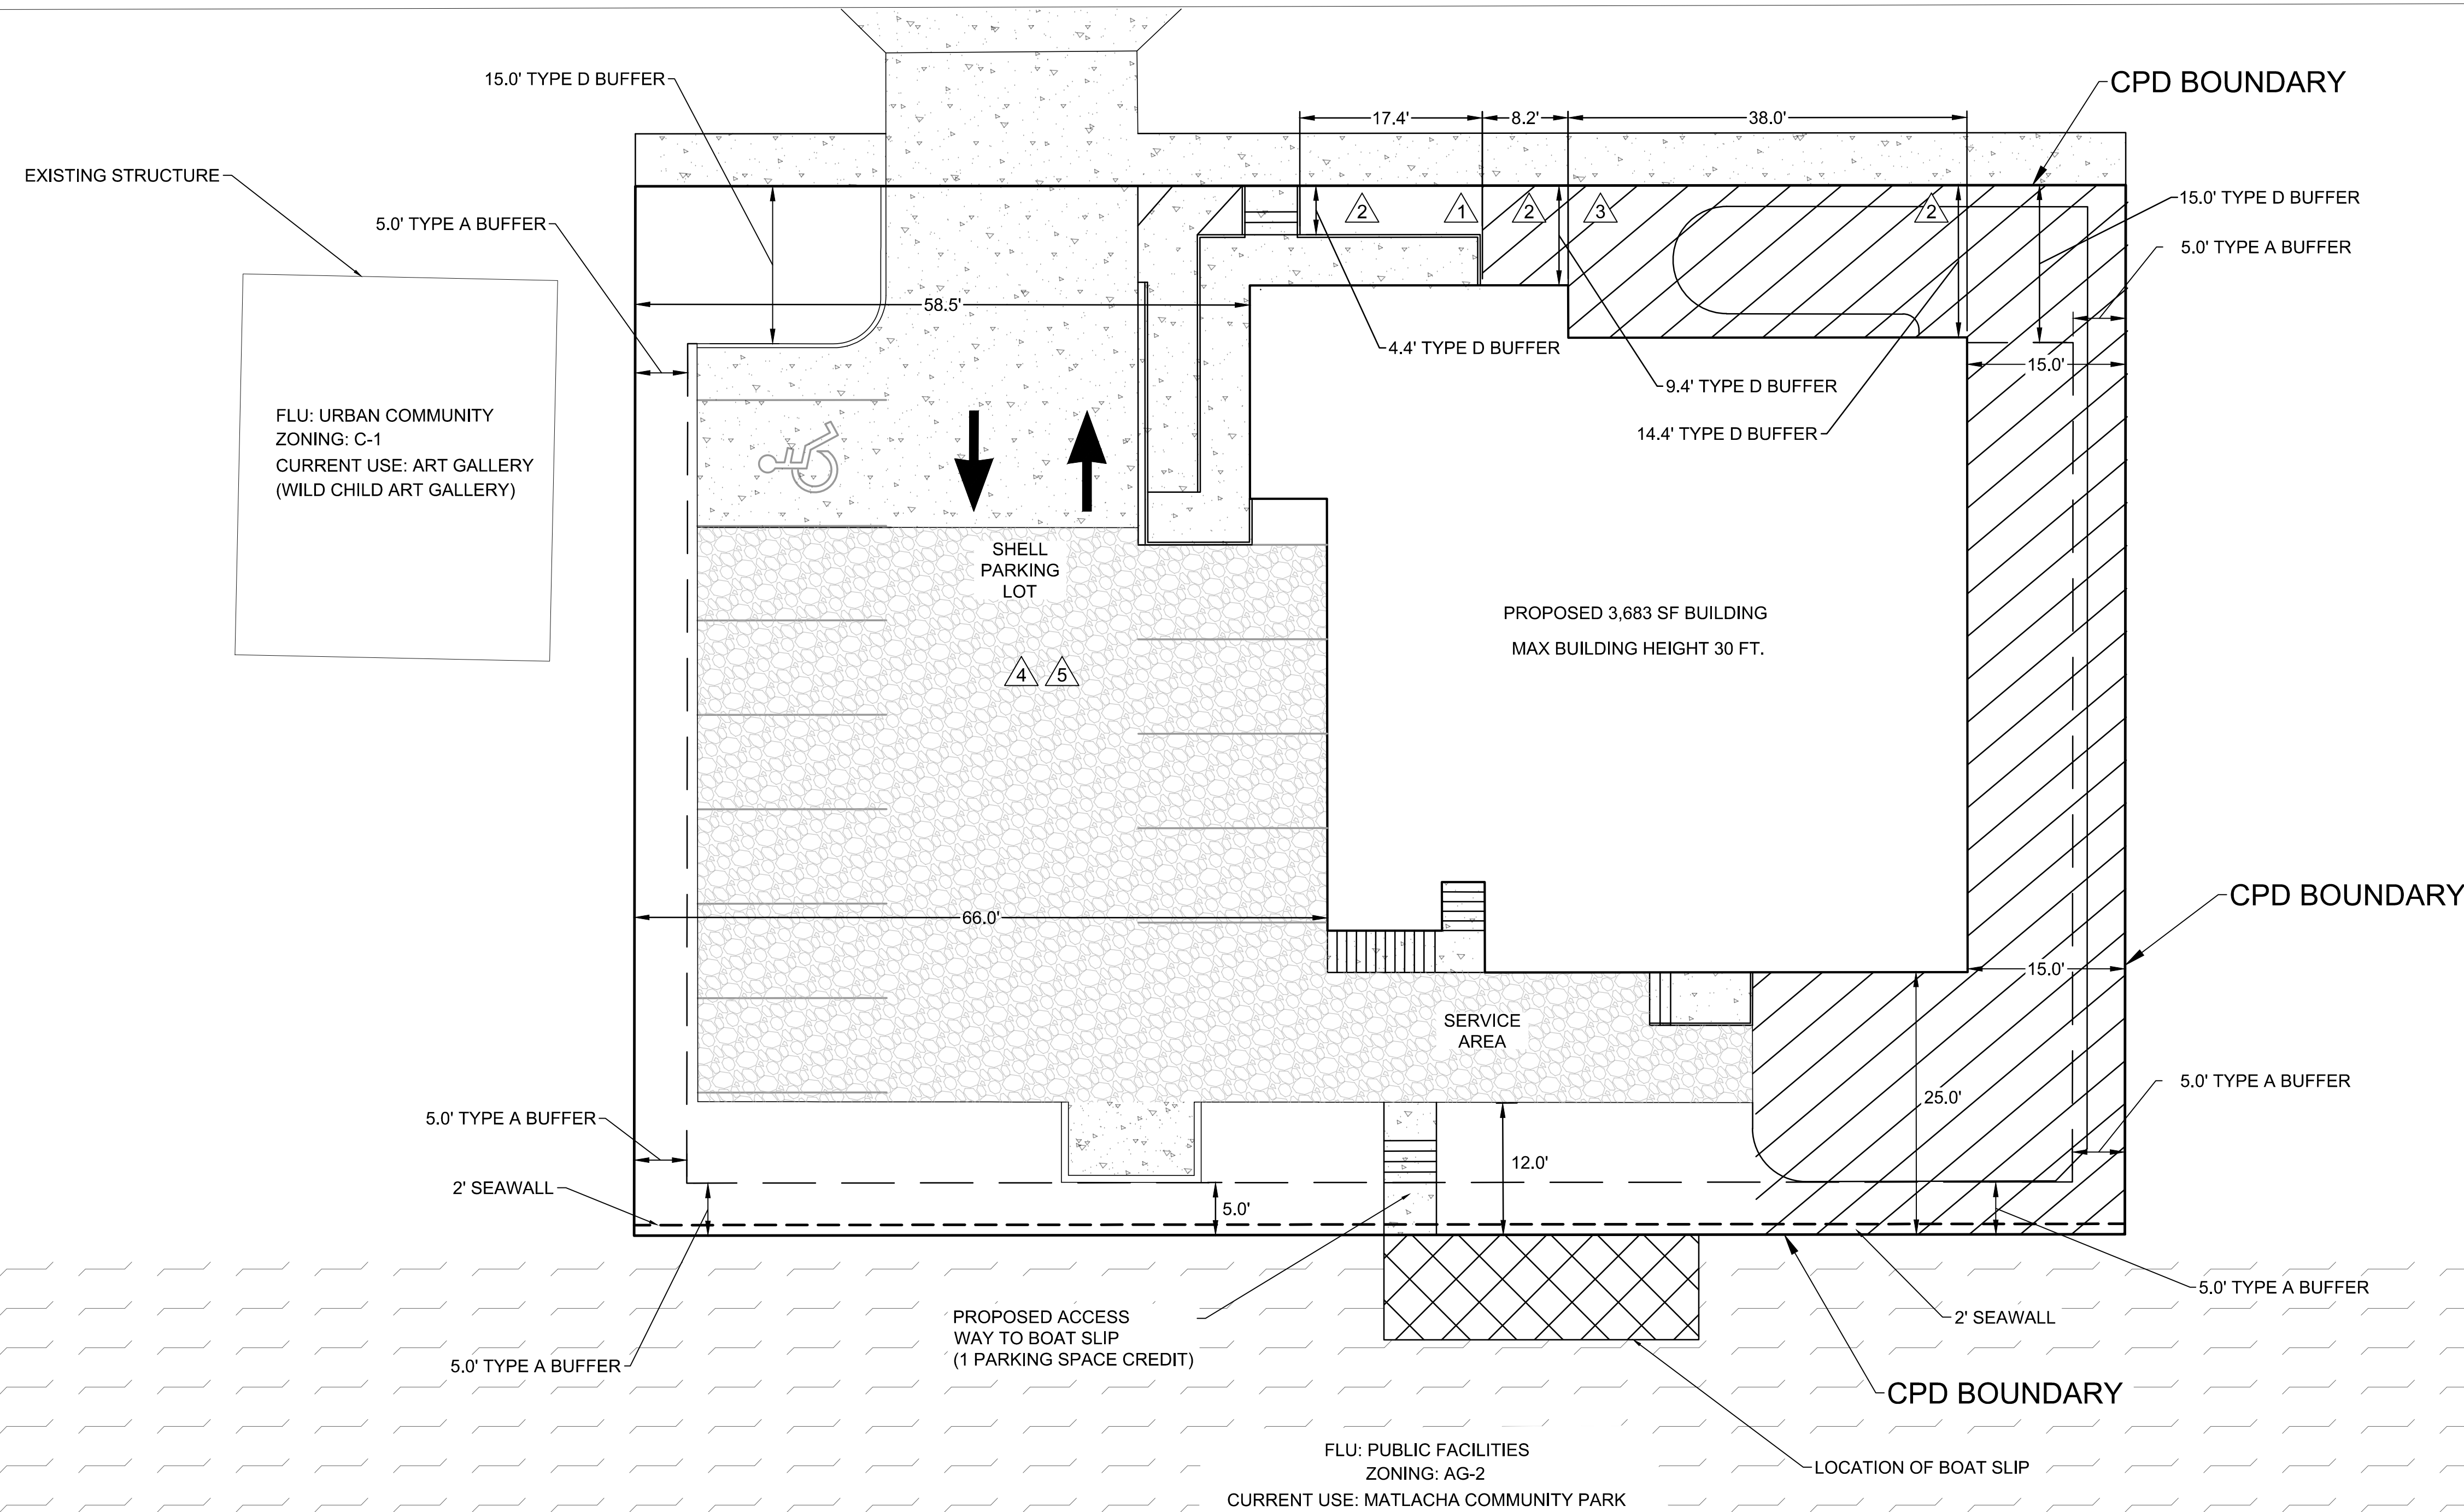 15.0' TYPE D BUFFER
CPD BOUNDARY
17.4'
8.2'
38.0'
EXISTING STRUCTURE
15.0' TYPE D BUFFER
5.0' TYPE A BUFFER
2
1
2
3
2
5.0' TYPE A BUFFER
58.5'
4.4' TYPE D BUFFER
15.0'
9.4' TYPE D BUFFER
14.4' TYPE D BUFFER
FLU: URBAN COMMUNITY
ZONING: C-1
CURRENT USE: ART GALLERY
(WILD CHILD ART GALLERY)
SHELL
PARKING
LOT
PROPOSED 3,683 SF BUILDING
MAX BUILDING HEIGHT 30 FT.
4
5
CPD BOUNDARY
66.0'
15.0'
SERVICE
AREA
5.0' TYPE A BUFFER
25.0'
5.0' TYPE A BUFFER
12.0'
2' SEAWALL
5.0'
5.0' TYPE A BUFFER
PROPOSED ACCESS
WAY TO BOAT SLIP
(1 PARKING SPACE CREDIT)
2' SEAWALL
5.0' TYPE A BUFFER
CPD BOUNDARY
FLU: PUBLIC FACILITIES
ZONING: AG-2
CURRENT USE: MATLACHA COMMUNITY PARK
LOCATION OF BOAT SLIP